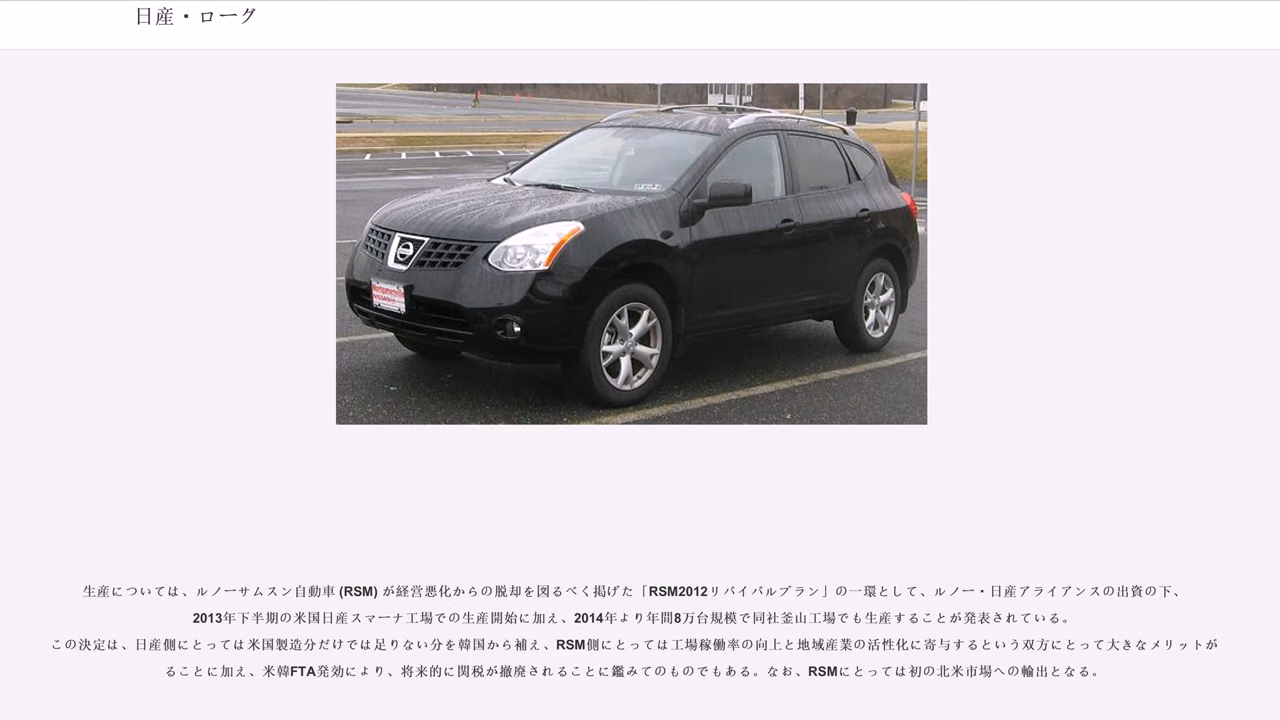 日産・ローグ
生産については、ルノーサムスン自動車 (RSM) が経営悪化からの脱却を図るべく掲げた「RSM2012リバイバルプラン」の一環として、ルノー・日産アライアンスの出資の下、
2013年下半期の米国日産スマーナ工場での生産開始に加え、2014年より年間8万台規模で同社釜山工場でも生産することが発表されている。
この決定は、日産側にとっては米国製造分だけでは足りない分を韓国から補え、RSM側にとっては工場稼働率の向上と地域産業の活性化に寄与するという双方にとって大きなメリットが
ることに加え、米韓FTA発効により、将来的に関税が撤廃されることに鑑みてのものでもある。なお、RSMにとっては初の北米市場への輸出となる。